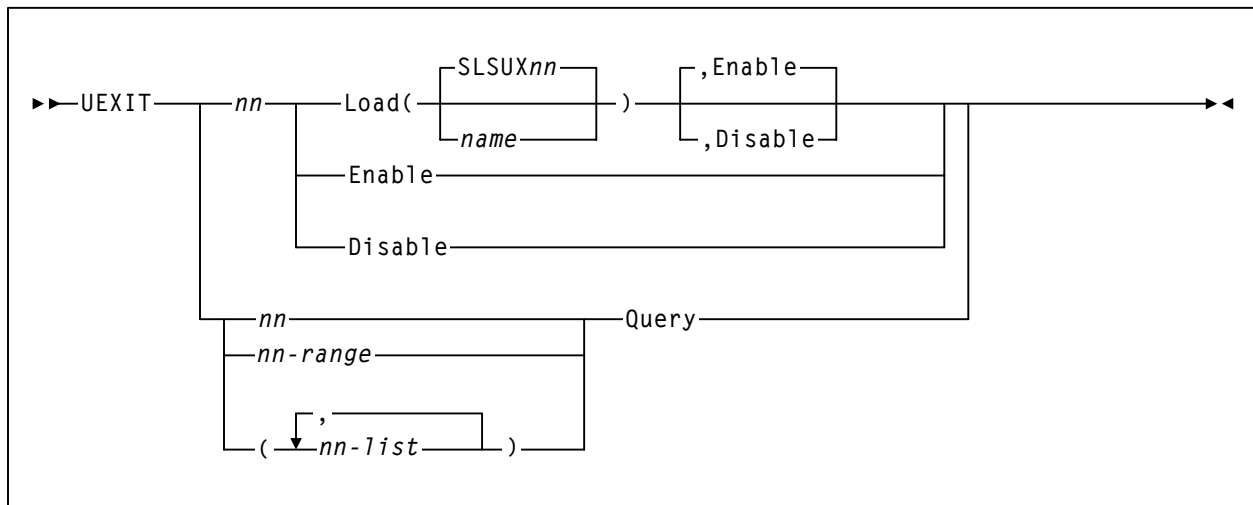 SLSUXnn ,Enable
UEXIT nn Load( )
name ,Disable
Enable
Disable
nn Query
nn-range
,
( nn-list )